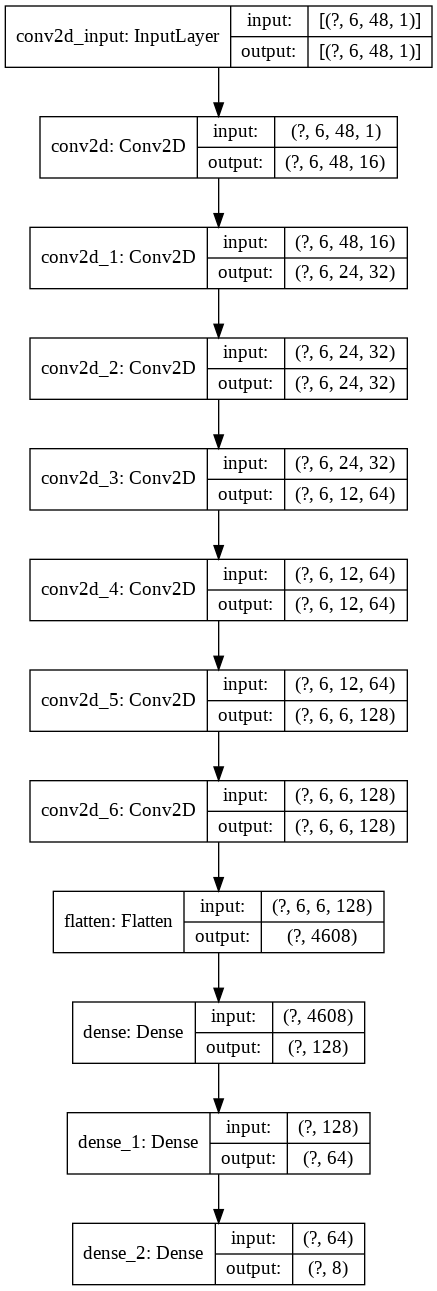 conv2d_input: InputLayer
input: [(?, 6, 48, 1)]
output: [(?, 6, 48, 1)]
conv2d: Conv2D
input: (?, 6, 48, 1)
output: (?, 6, 48, 16)
conv2d_1: Conv2D
input: (?, 6, 48, 16)
output: (?, 6, 24, 32)
conv2d_2: Conv2D
input: (?, 6, 24, 32)
output: (?, 6, 24, 32)
conv2d_3: Conv2D
input: (?, 6, 24, 32)
output: (?, 6, 12, 64)
conv2d_4: Conv2D
input: (?, 6, 12, 64)
output: (?, 6, 12, 64)
conv2d_5: Conv2D
input: (?, 6, 12, 64)
output: (?, 6, 6, 128)
conv2d_6: Conv2D
input: (?, 6, 6, 128)
output: (?, 6, 6, 128)
flatten: Flatten
input: (?, 6, 6, 128)
output: (?, 4608)
dense: Dense
input: (?, 4608)
output: (?, 128)
dense_1: Dense
input: (?, 128)
output: (?, 64)
dense_2: Dense
input: (?, 64)
output: (?, 8)